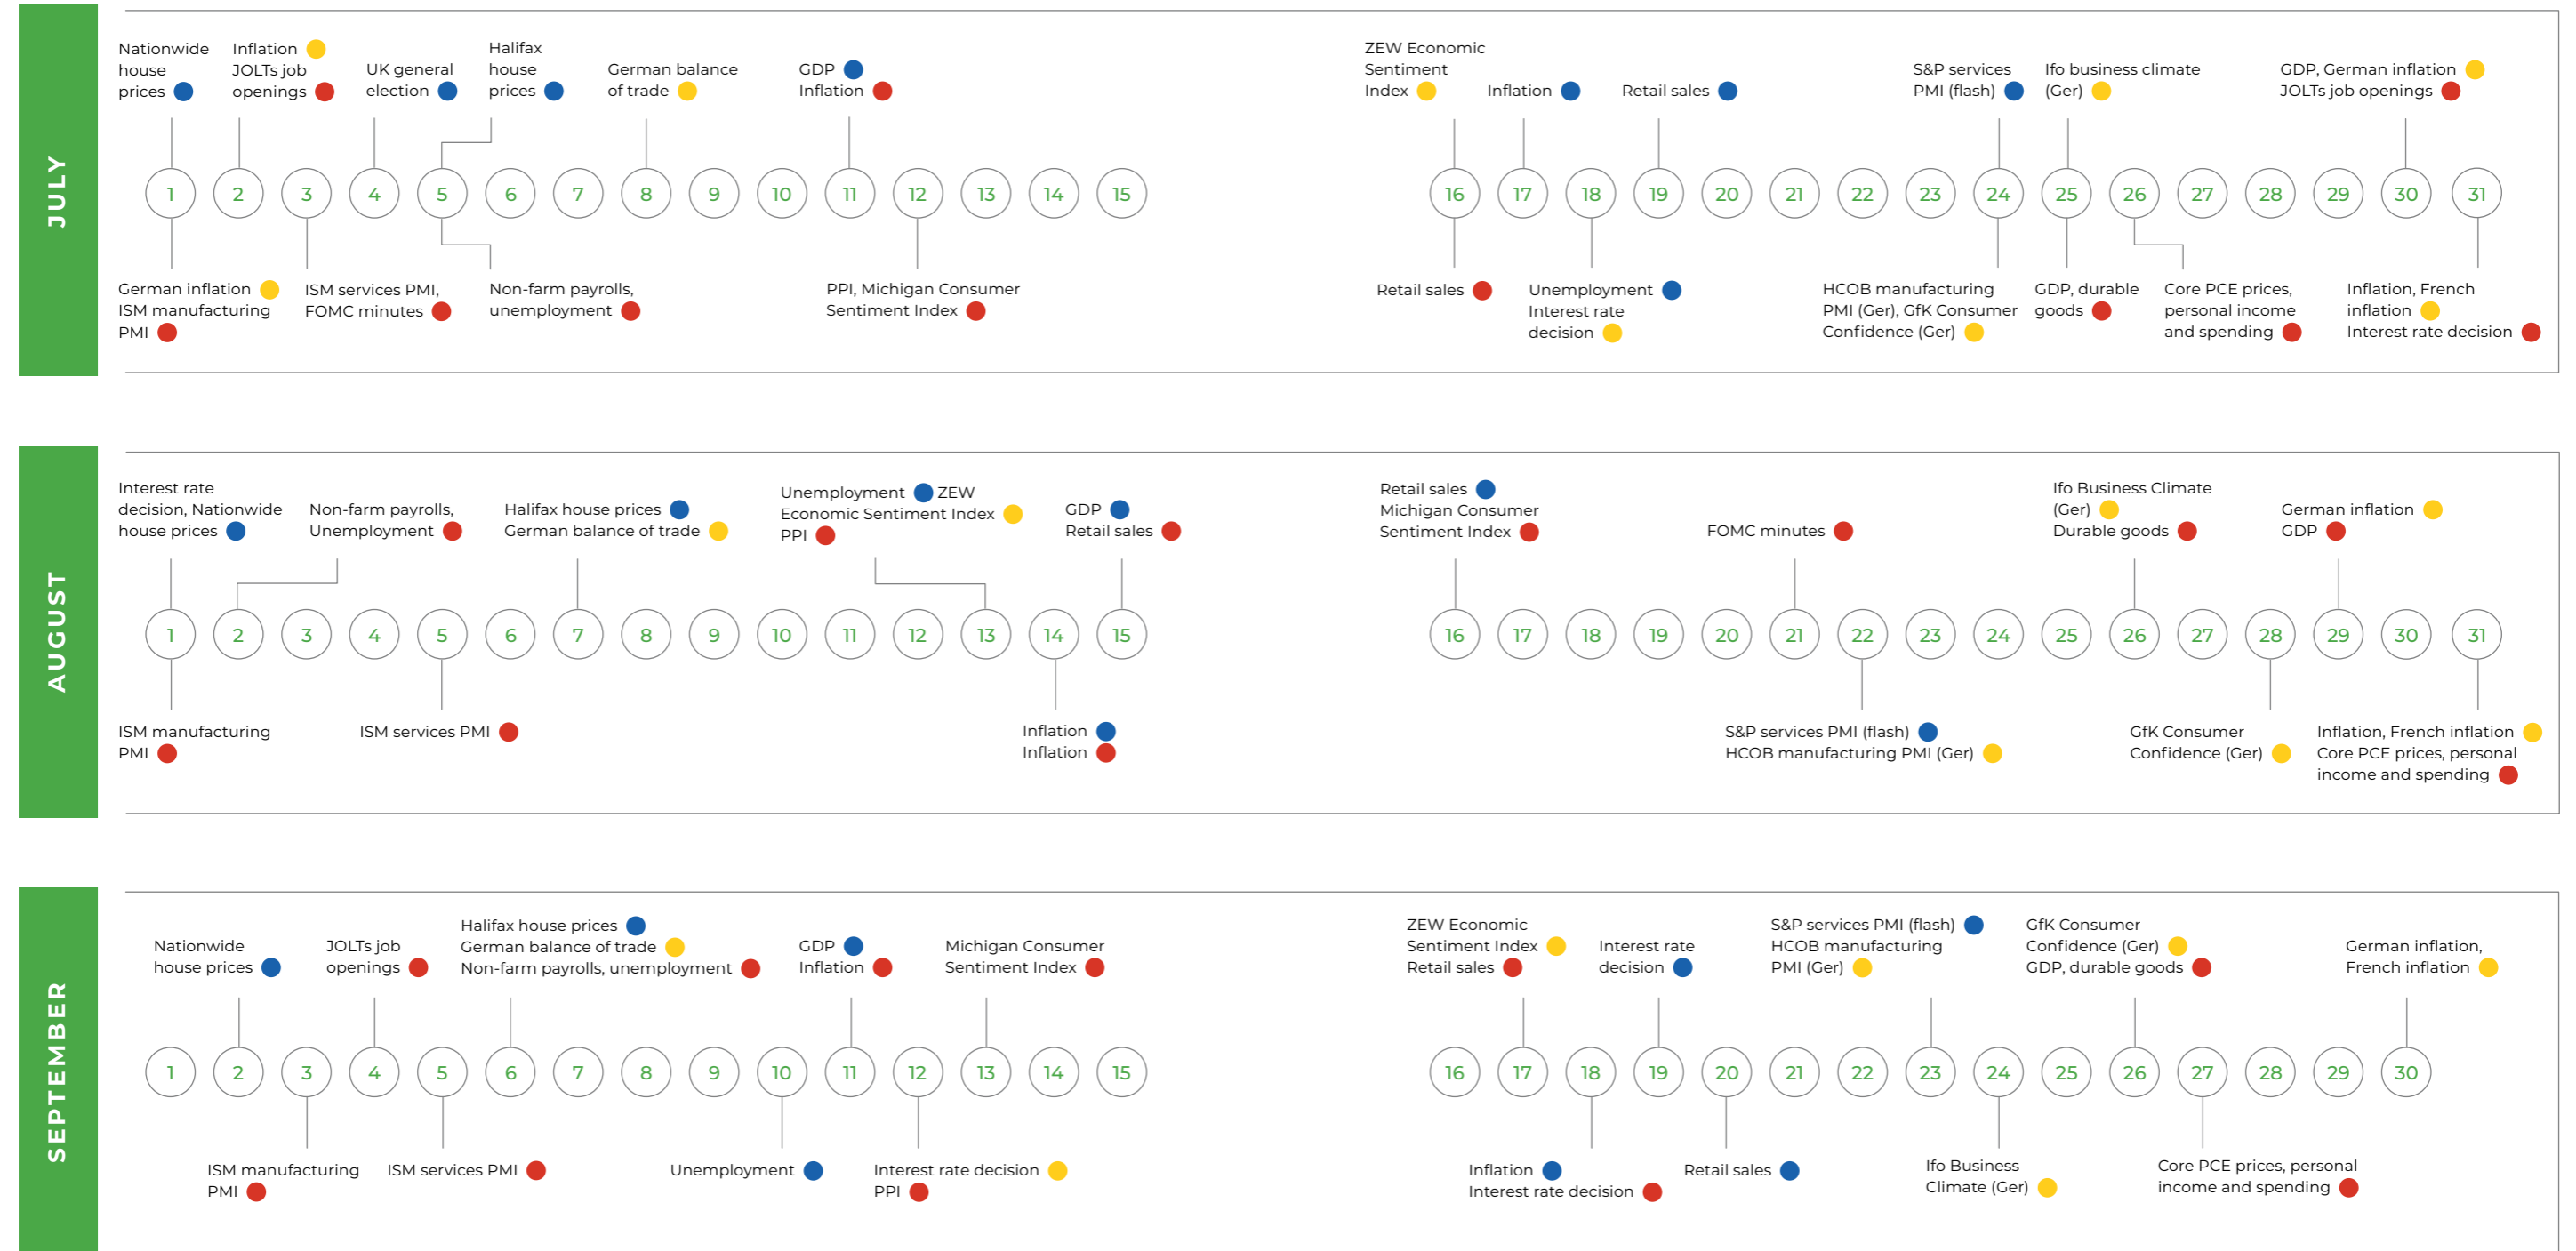 JULY
Nationwide
house
prices
Inflation
JOLTs job
openings
UK general
election
Halifax
house
prices
German balance
of trade
GDP
Inflation
ZEW Economic
Sentiment
Index
Inflation
Retail sales
S&P services
PMI (flash)
Ifo business climate
(Ger)
GDP, German inflation
JOLTs job openings
1 2 3 4 5 6 7 8 9 10 11 12 13 14 15 16 17 18 19 20 21 22 23 24 25 26 27 28 29 30 31
German inflation
ISM manufacturing
PMI
ISM services PMI,
FOMC minutes
Non-farm payrolls,
unemployment
PPI, Michigan Consumer
Sentiment Index
Retail sales
Unemployment
Interest rate
decision
HCOB manufacturing
PMI (Ger), GfK Consumer
Confidence (Ger)
GDP, durable
goods
Core PCE prices,
personal income
and spending
Inflation, French
inflation
Interest rate decision
AUGUST
Interest rate
decision, Nationwide
house prices
Non-farm payrolls,
Unemployment
Halifax house prices
German balance of trade
Unemployment ZEW
Economic Sentiment Index
PPI
GDP
Retail sales
Retail sales
Michigan Consumer
Sentiment Index
FOMC minutes
Ifo Business Climate
(Ger)
Durable goods
German inflation
GDP
1 2 3 4 5 6 7 8 9 10 11 12 13 14 15 16 17 18 19 20 21 22 23 24 25 26 27 28 29 30 31
ISM manufacturing
PMI
ISM services PMI
Inflation
Inflation
S&P services PMI (flash)
HCOB manufacturing PMI (Ger)
GfK Consumer
Confidence (Ger)
Inflation, French inflation
Core PCE prices, personal
income and spending
SEPTEMBER
Nationwide
house prices
JOLTs job
openings
Halifax house prices
German balance of trade
Non-farm payrolls, unemployment
GDP
Inflation
Michigan Consumer
Sentiment Index
ZEW Economic
Sentiment Index
Retail sales
Interest rate
decision
S&P services PMI (flash)
HCOB manufacturing
PMI (Ger)
GfK Consumer
Confidence (Ger)
GDP, durable goods
German inflation,
French inflation
1 2 3 4 5 6 7 8 9 10 11 12 13 14 15 16 17 18 19 20 21 22 23 24 25 26 27 28 29 30
ISM manufacturing
PMI
ISM services PMI
Unemployment
Interest rate decision
PPI
Inflation
Interest rate decision
Retail sales
Ifo Business
Climate (Ger)
Core PCE prices, personal
income and spending